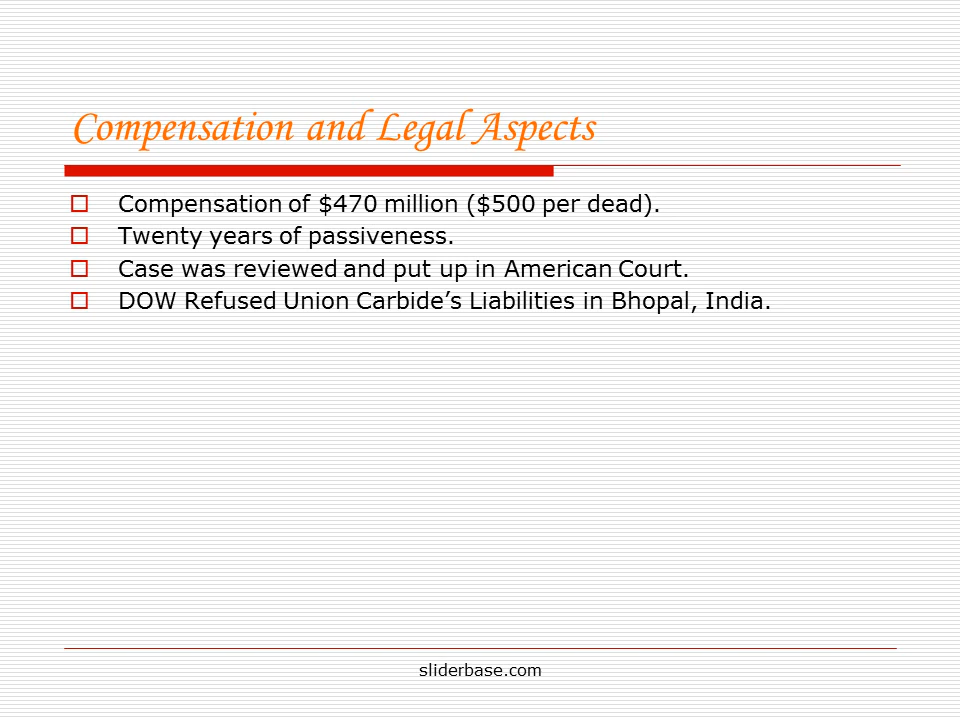 Compensation and Legal Aspects
Compensation of $470 million ($500 per dead).
Twenty years of passiveness.
Case was reviewed and put up in American Court.
DOW Refused Union Carbide’s Liabilities in Bhopal, India.
sliderbase.com